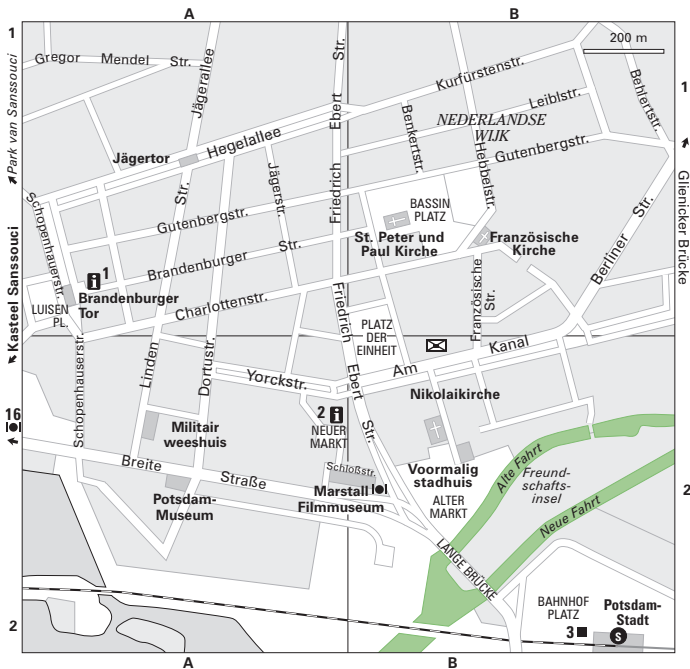 A
B
1
200 m
Gregor Mendel Str.
Jägerallee
Friedrich Ebert Str.
Kurfürstenstr.
Behlertstr.
1
Park van Sanssouci
Leiblstr.
Benkertstr.
NEDERLANDSE
WIJK
Hebbelstr.
Hegelallee
Jägertor
Gutenbergstr.
Jägerstr.
Schopenhauerstr.
Glienicker Brücke
Gutenbergstr.
BASSIN
PLATZ
Berliner Str.
St. Peter und
Paul Kirche
Französische
Kirche
Brandenburger Str.
Französische
Str.
1
Brandenburger
Tor
Kasteel Sanssouci
LUISEN
PL.
Charlottenstr.
Friedrich Ebert Str.
PLATZ
DER
EINHEIT
Am Kanal
Schopenhauerstr.
Linden Str.
Dortustr.
Yorckstr.
Nikolaikirche
16
2
NEUER
MARKT
Militair
weeshuis
Breite Straße
Schloßstr.
Voormalig
stadhuis
Alte Fahrt
Freund-
schafts-
insel
Potsdam-
Museum
Marstall
Filmmuseum
ALTER
MARKT
Neue Fahrt
2
LANGE BRÜCKE
BAHNHOF
PLATZ
Potsdam-
Stadt
3
S
2
A
B